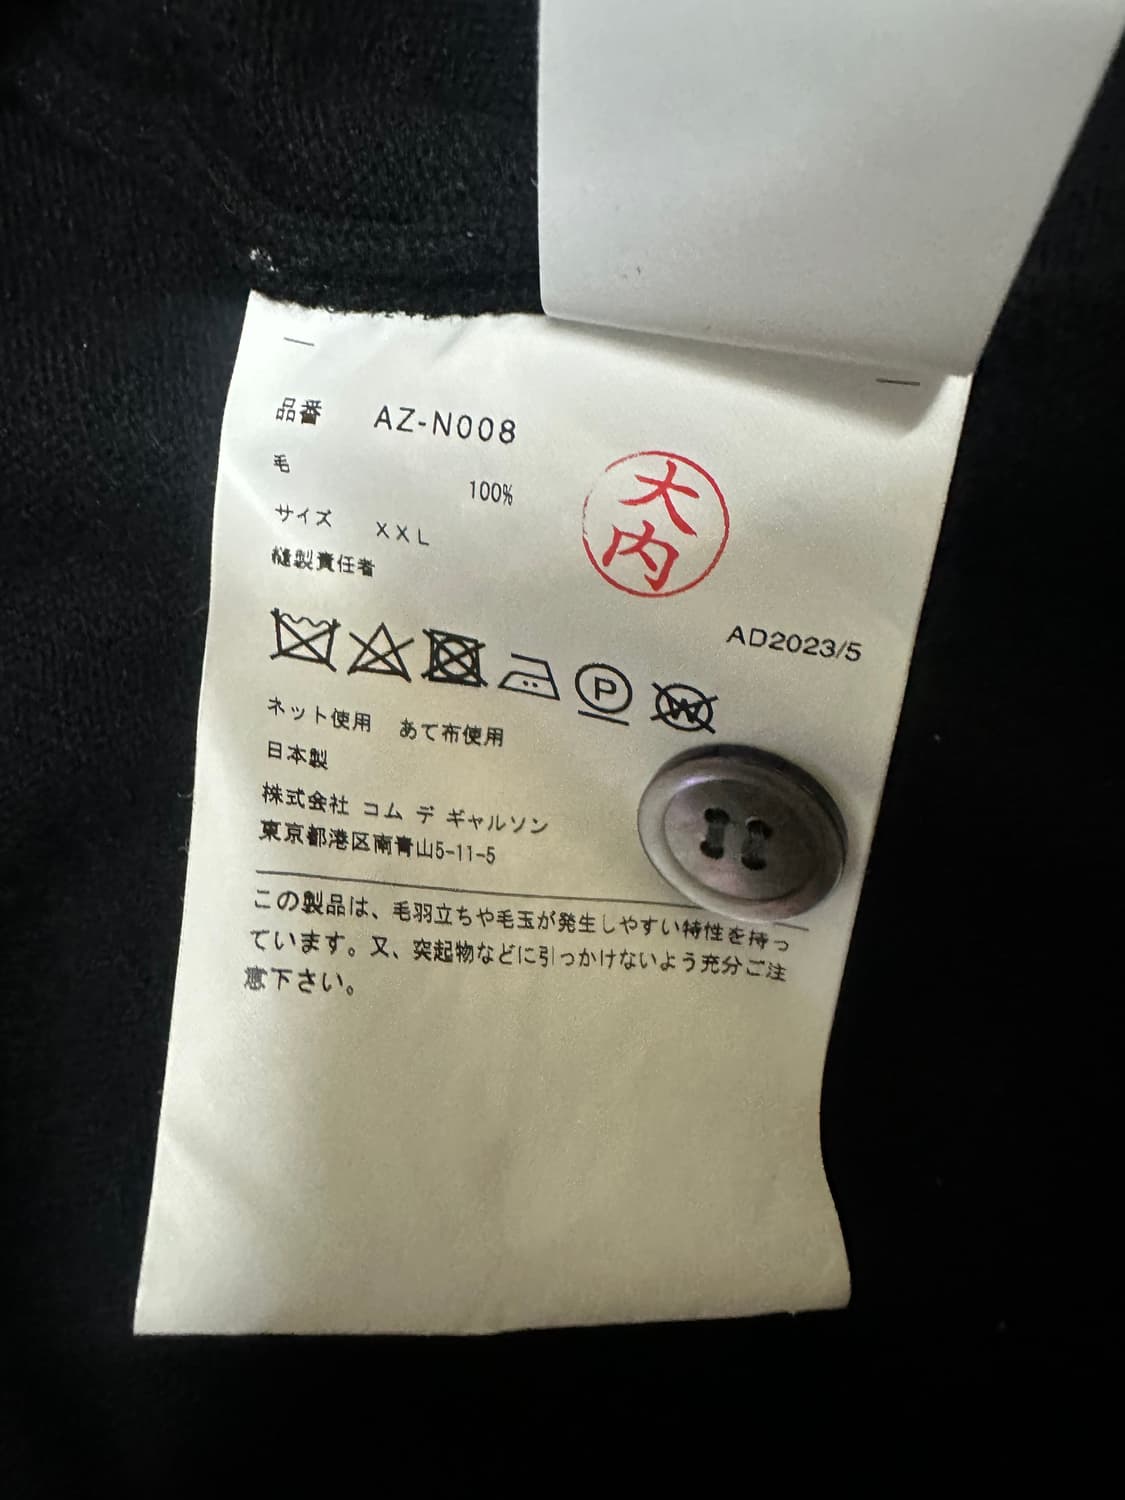 品番 AZ-N008
毛 100%
サイズ XXL
縫製責任者
大内
AD2023/5
P W
ネット使用 あて布使用
日本製
株式会社 コム デ ギャルソン
東京都港区南青山5-11-5
この製品は、毛羽立ちや毛玉が発生しやすい特性を持っ
ています。又、突起物などに引っかけないよう充分ご注
意下さい。